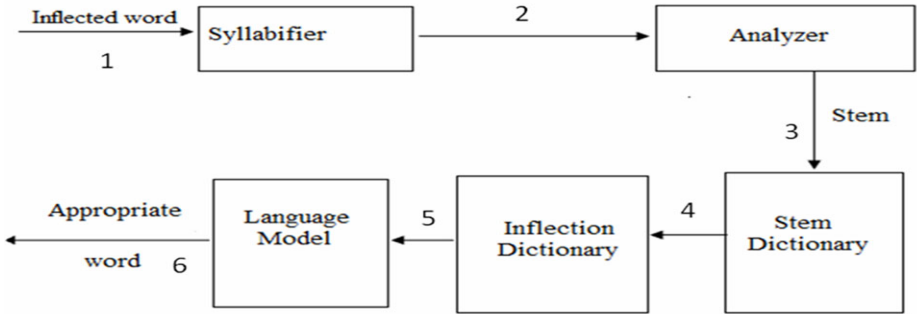 Inflected word
1
Syllabifier
2
Analyzer
3
Stem
Stem
Dictionary
4
Inflection
Dictionary
5
Language
Model
Appropriate
word 6